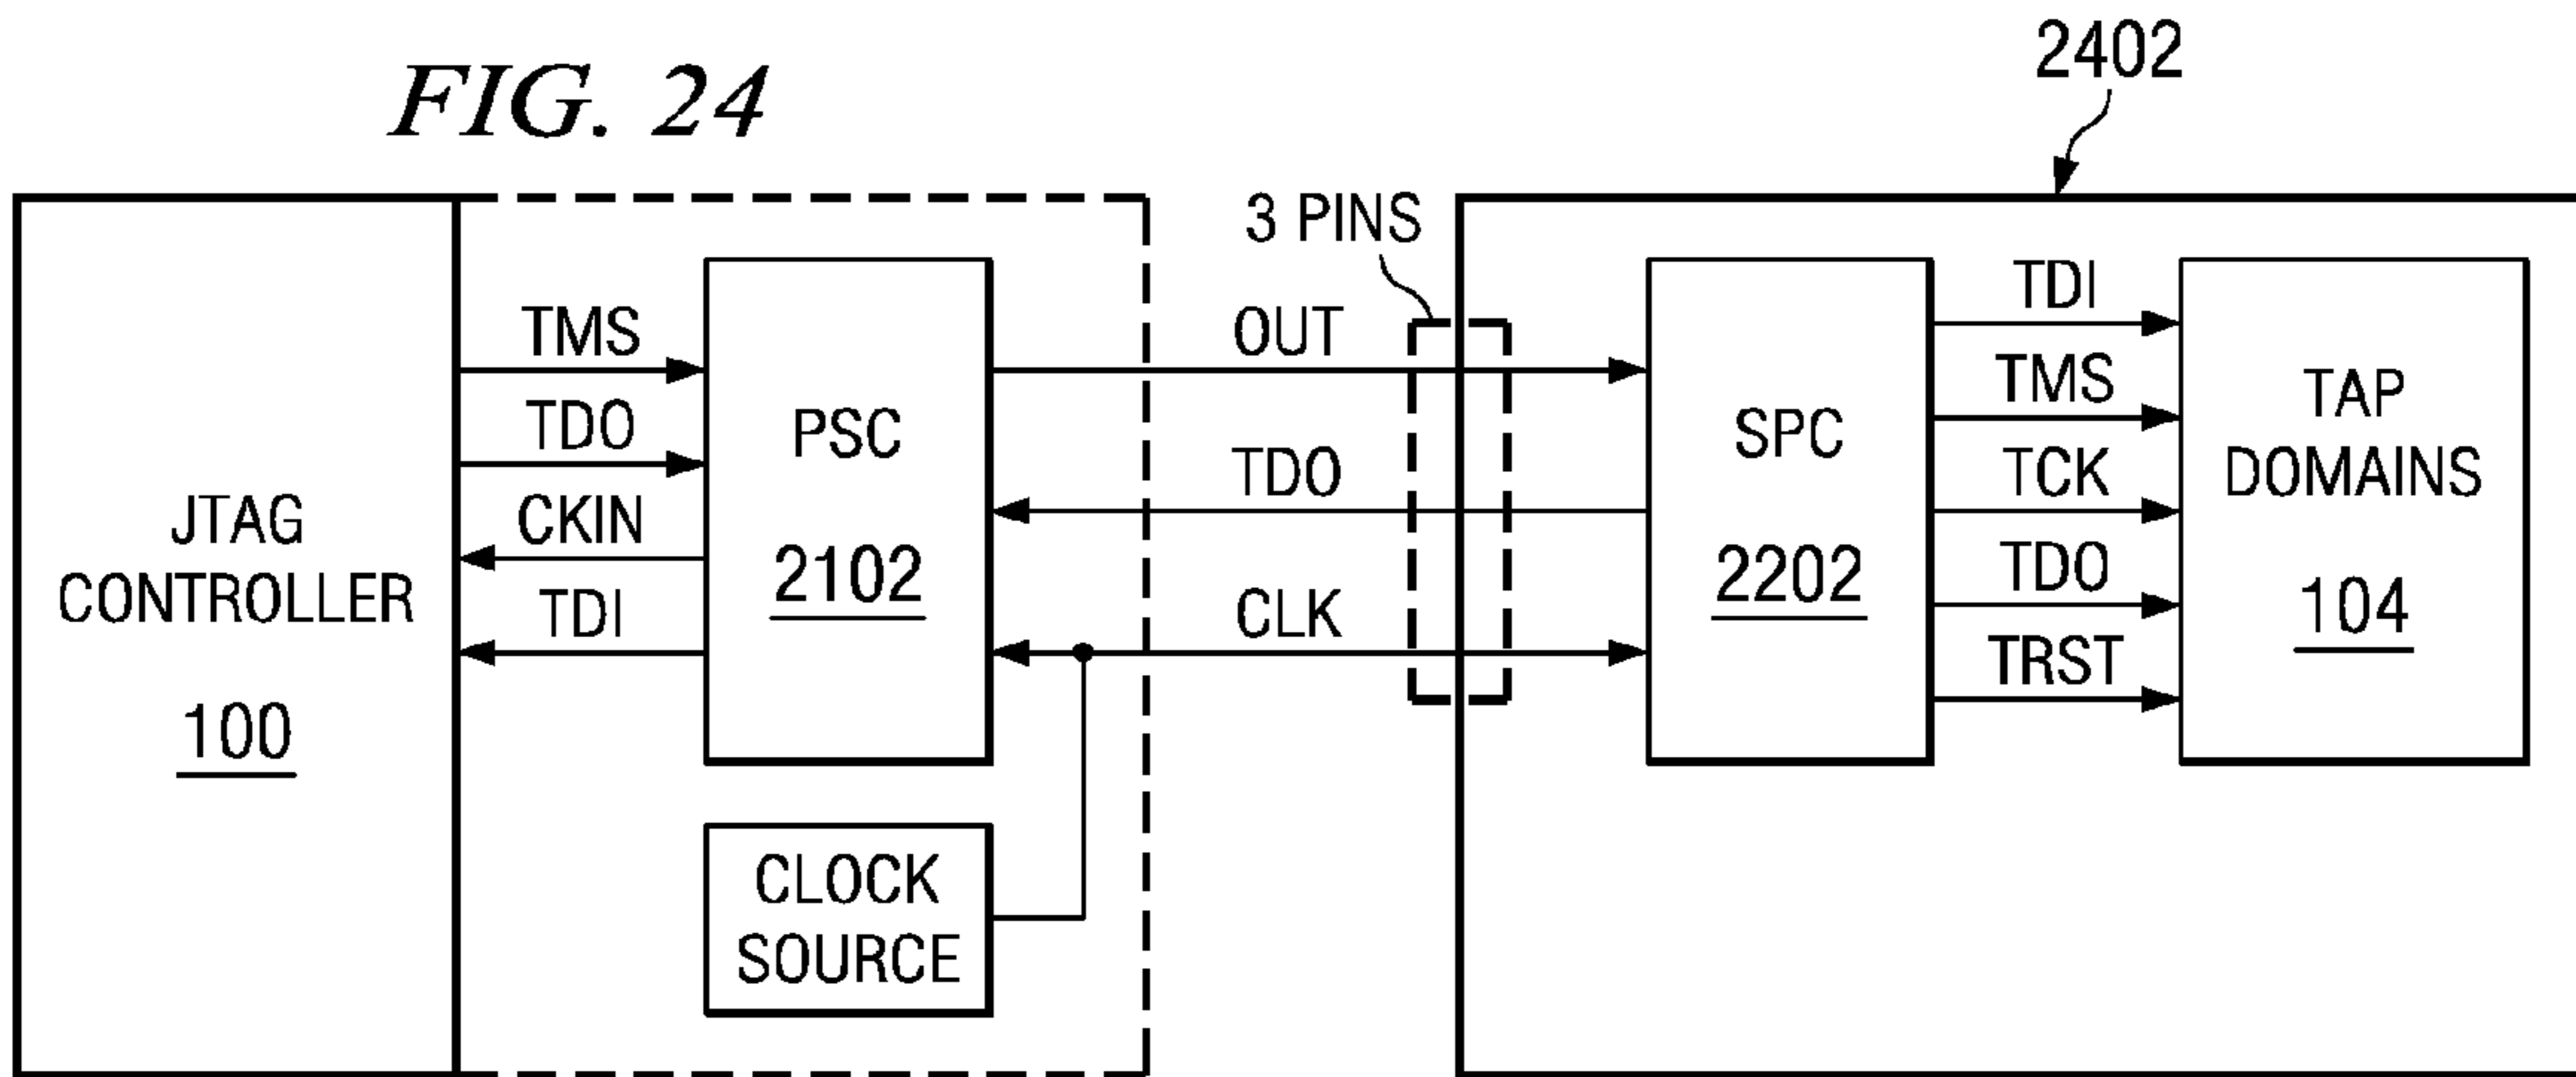 FIG. 24
2402
3 PINS
JTAG
CONTROLLER
100
TMS
TDO
CKIN
TDI
PSC
2102
CLOCK
SOURCE
OUT
TDO
CLK
SPC
2202
TDI
TMS
TCK
TDO
TRST
TAP
DOMAINS
104